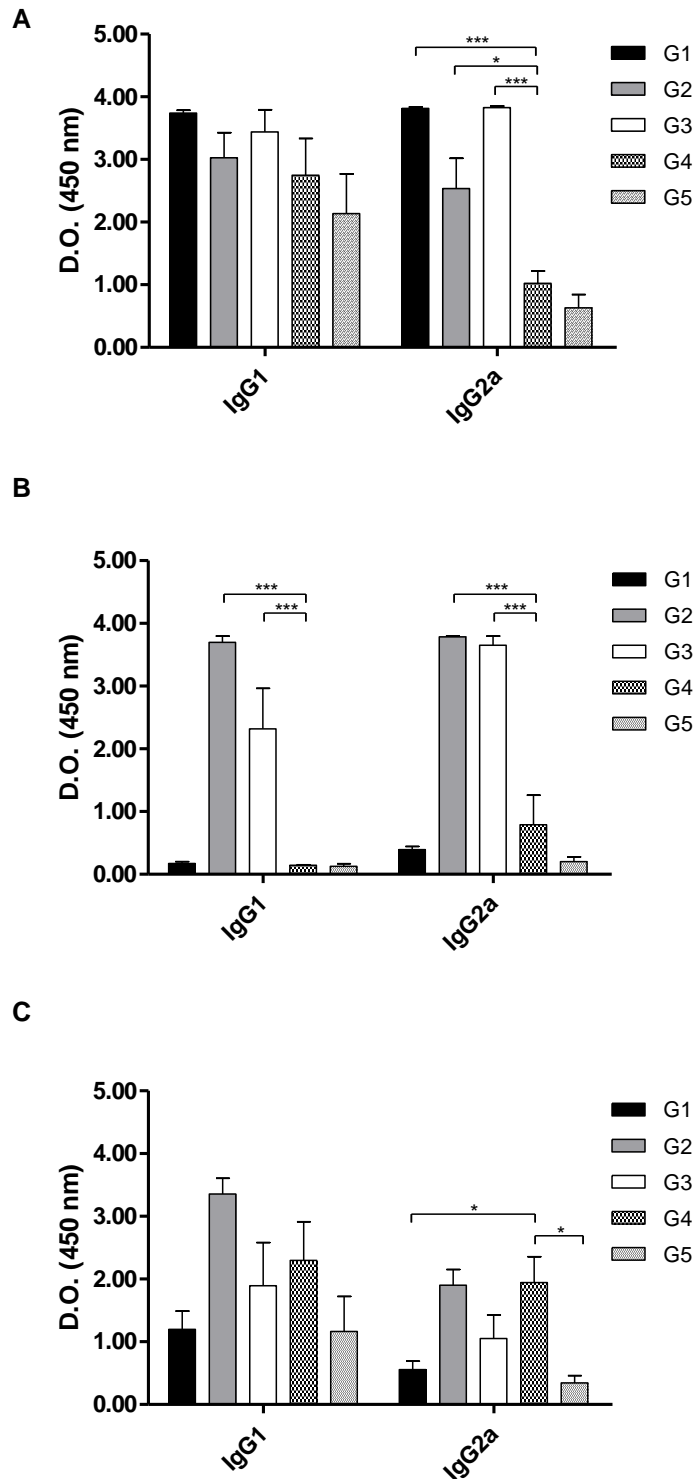 A
D.O. (450 nm)
5.00
4.00
3.00
2.00
1.00
0.00
***
*
***
IgG1
IgG2a
G1
G2
G3
G4
G5
B
D.O. (450 nm)
5.00
4.00
3.00
2.00
1.00
0.00
***
***
***
***
IgG1
IgG2a
G1
G2
G3
G4
G5
C
D.O. (450 nm)
5.00
4.00
3.00
2.00
1.00
0.00
*
*
IgG1
IgG2a
G1
G2
G3
G4
G5